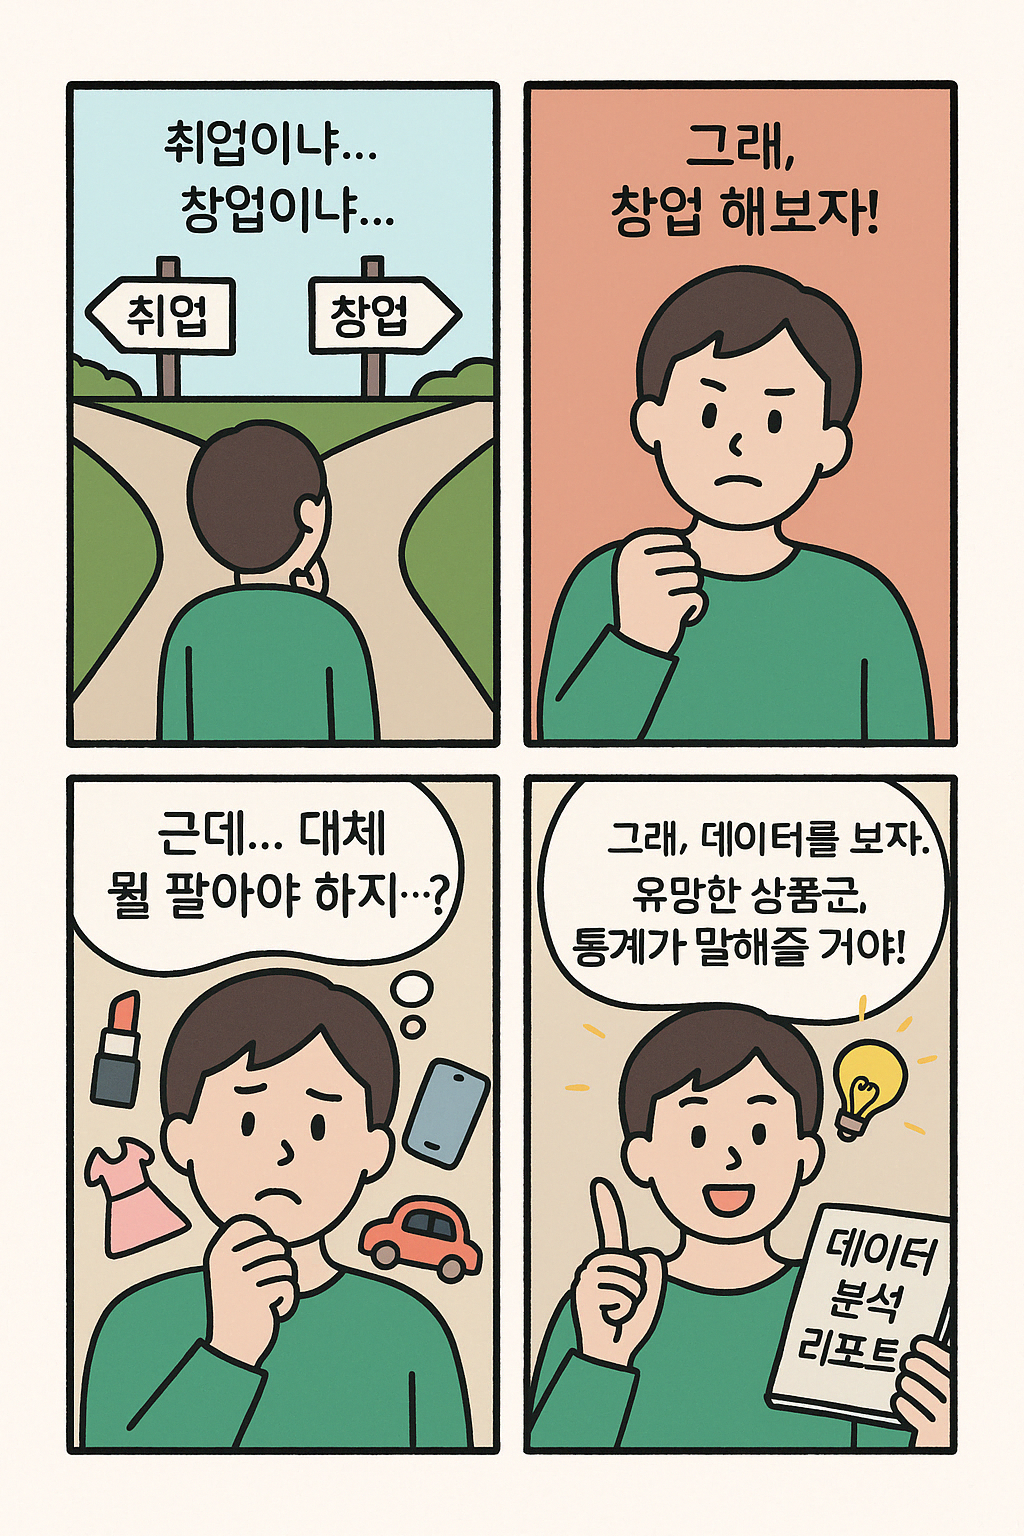 취업이냐...
창업이냐...
취업
창업
그래,
창업 해보자!
근데... 대체
뭘 팔아야 하지...?
그래, 데이터를 보자.
유망한 상품군,
통계가 말해줄 거야!
데이터
분석
리포트